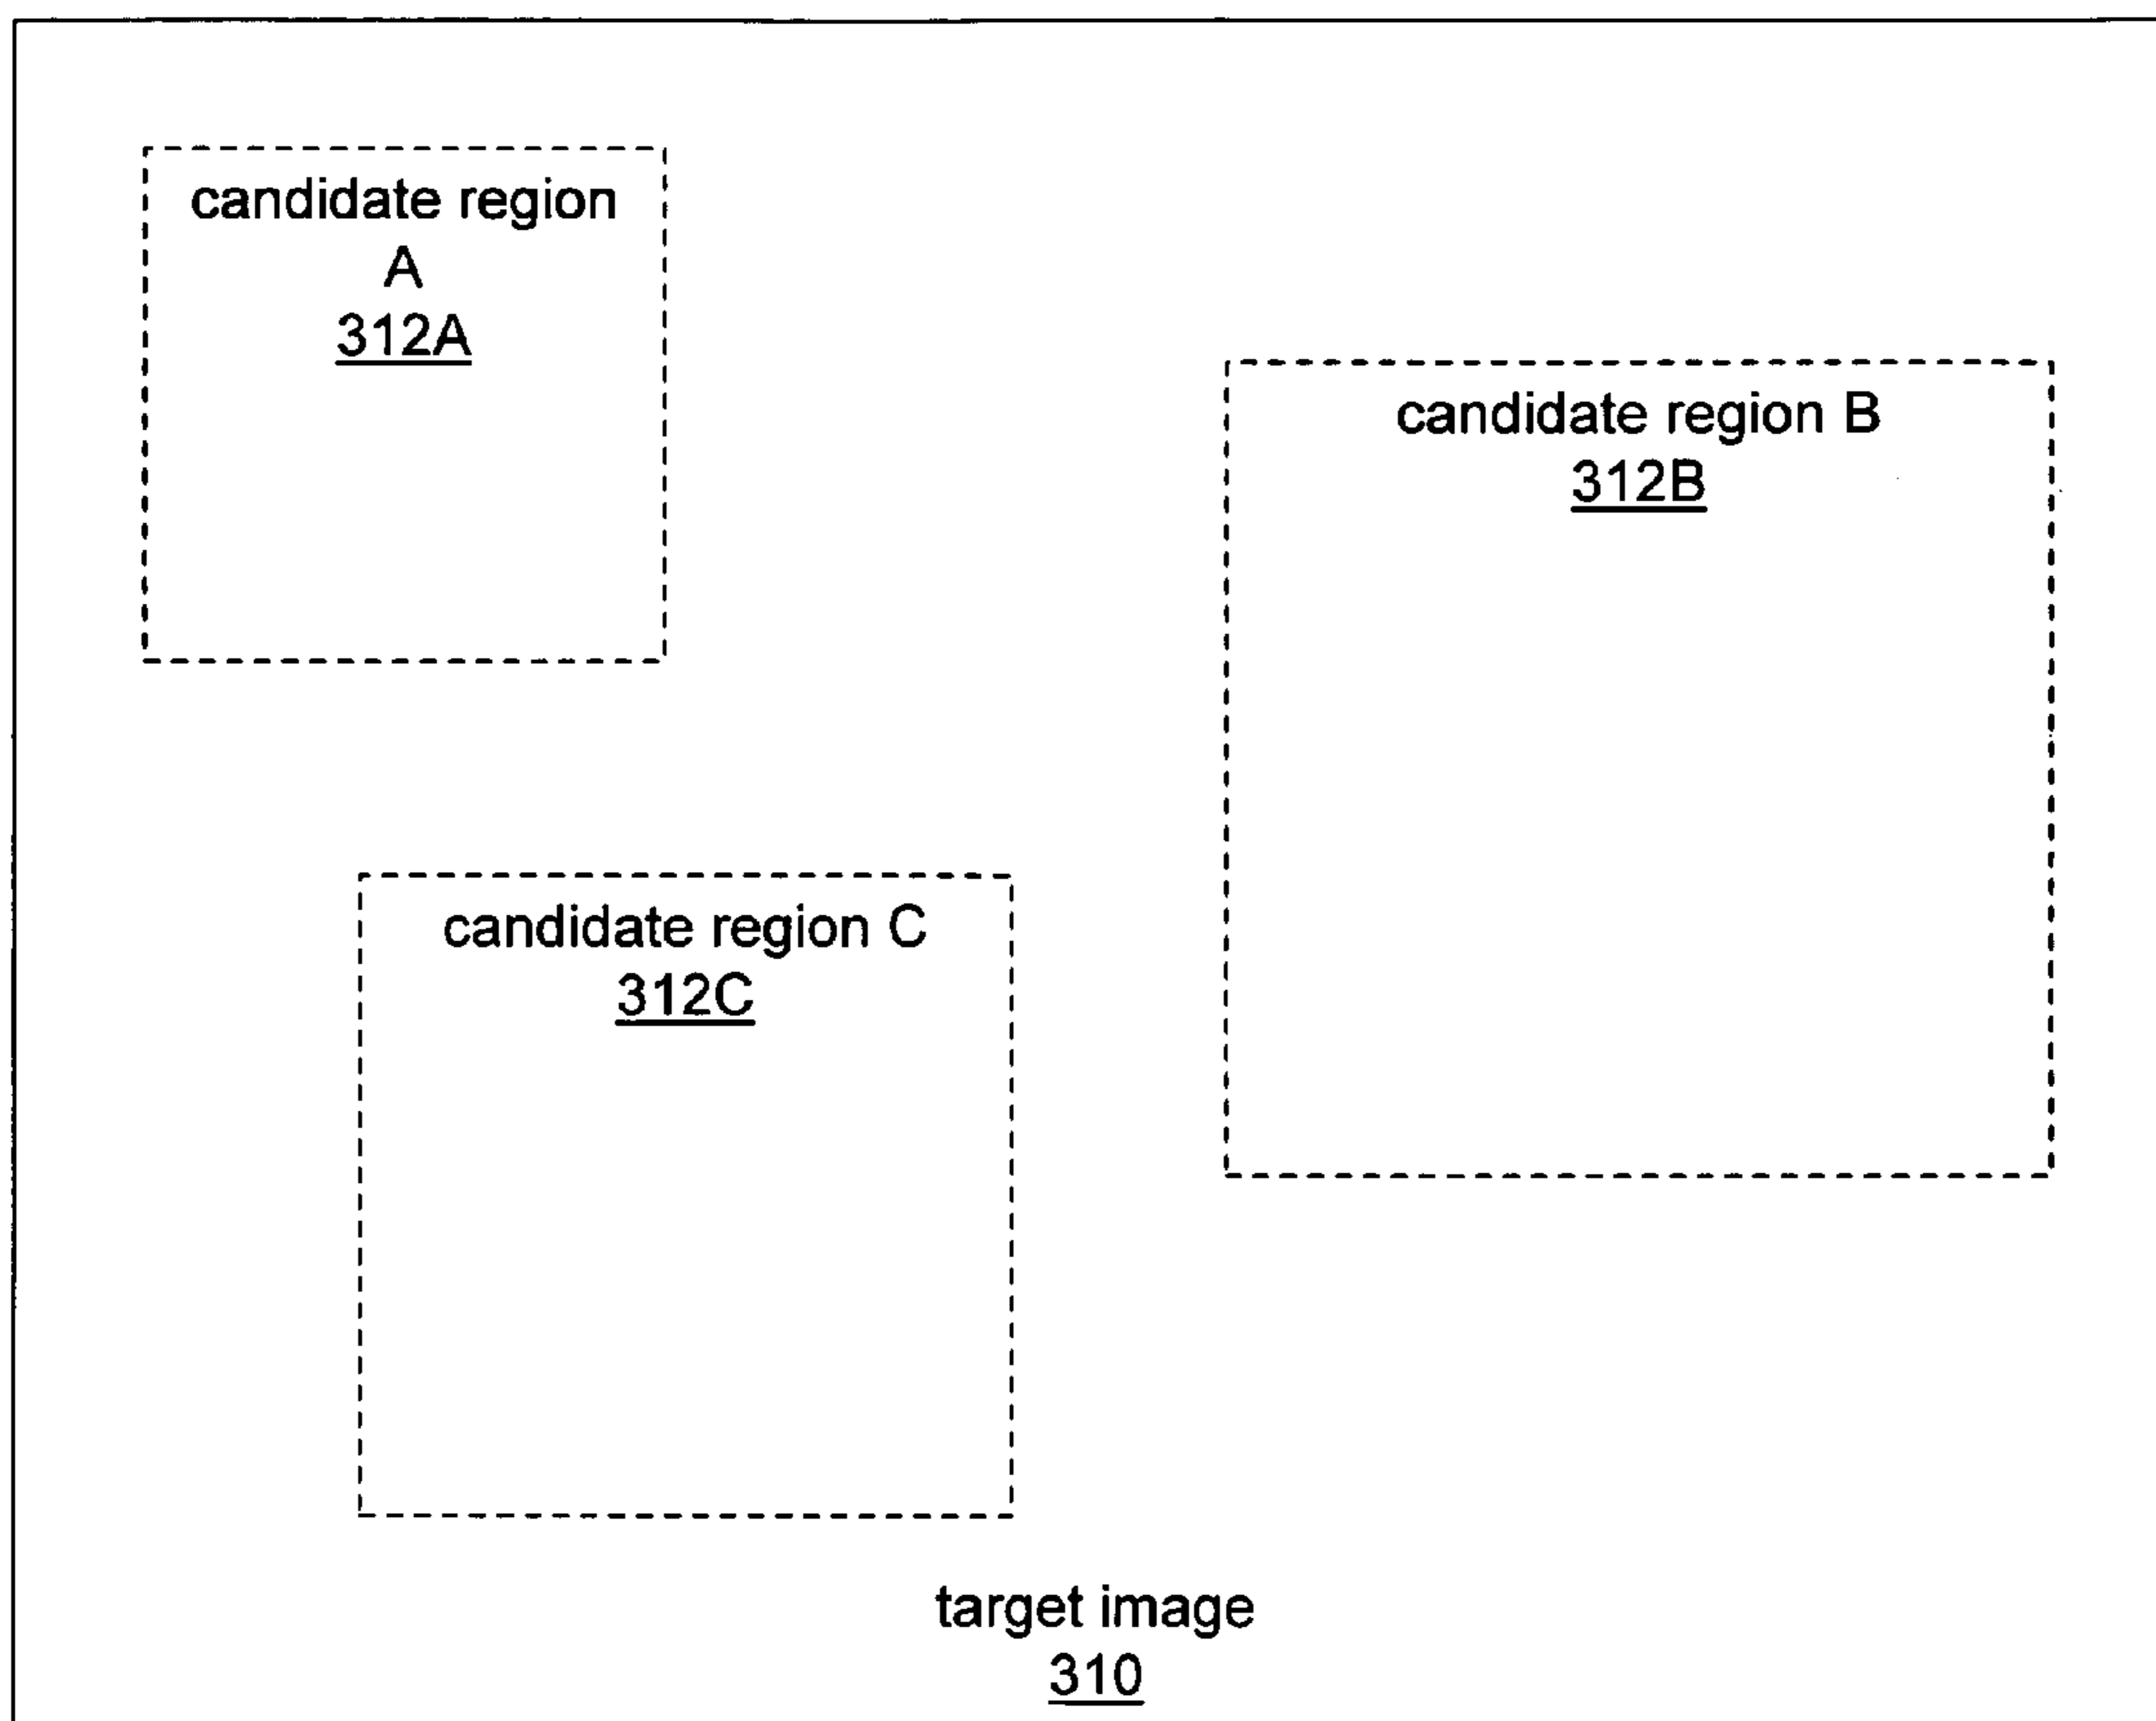 candidate region
A
312A
candidate region B
312B
candidate region C
312C
target image
310